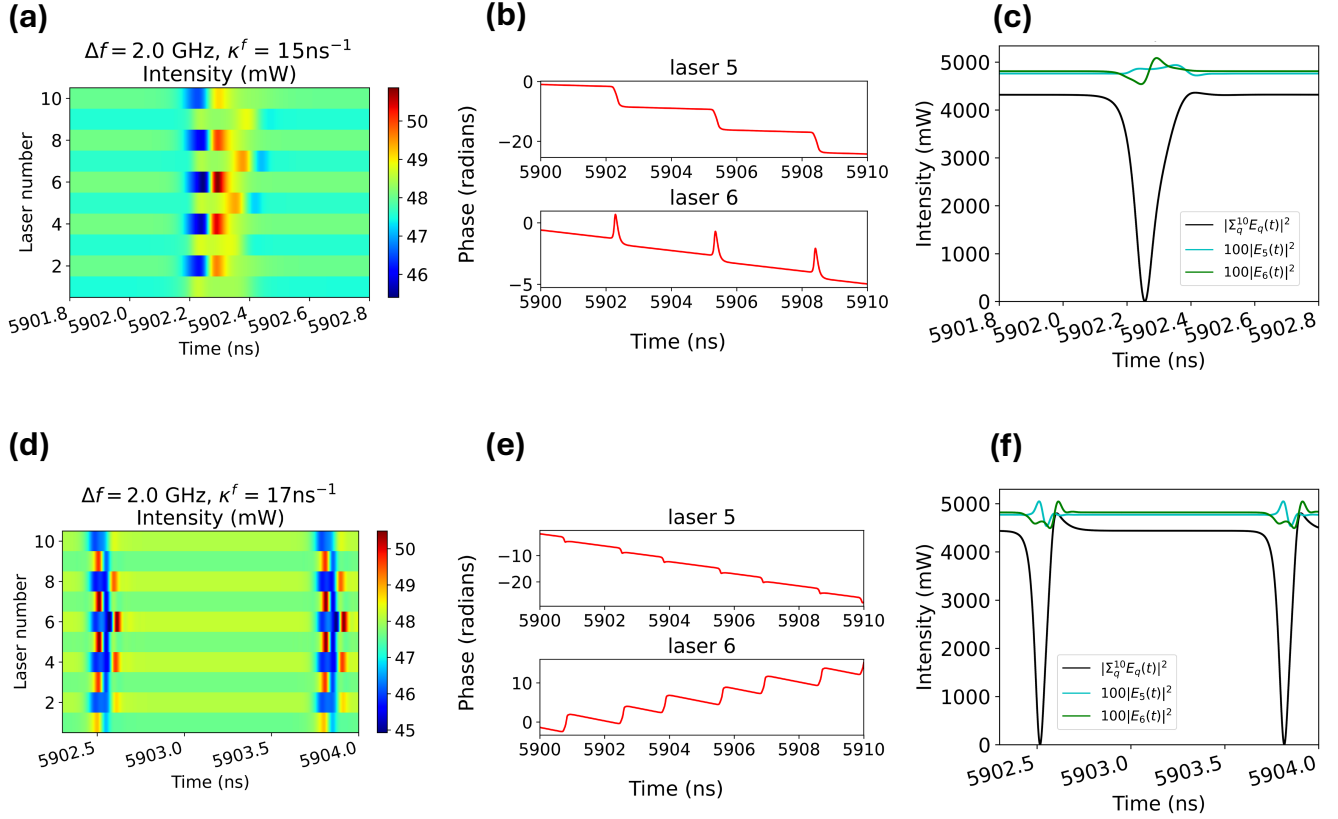 (a)
Δf = 2.0 GHz, κ^f = 15ns⁻¹
Intensity (mW)
Laser number
10
8
6
4
2
5901.8 5902.0 5902.2 5902.4 5902.6 5902.8
Time (ns)
50
49
48
47
46
(b)
laser 5
0
−20
5900 5902 5904 5906 5908 5910
laser 6
0
−5
5900 5902 5904 5906 5908 5910
Phase (radians)
Time (ns)
(c)
Intensity (mW)
5000
4000
3000
2000
1000
0
|Σ_q^10 E_q(t)|²
100|E_5(t)|²
100|E_6(t)|²
5901.8 5902.0 5902.2 5902.4 5902.6 5902.8
Time (ns)
(d)
Δf = 2.0 GHz, κ^f = 17ns⁻¹
Intensity (mW)
Laser number
10
8
6
4
2
5902.5 5903.0 5903.5 5904.0
Time (ns)
50
49
48
47
46
45
(e)
laser 5
−10
−20
5900 5902 5904 5906 5908 5910
laser 6
10
0
5900 5902 5904 5906 5908 5910
Phase (radians)
Time (ns)
(f)
Intensity (mW)
5000
4000
3000
2000
1000
0
|Σ_q^10 E_q(t)|²
100|E_5(t)|²
100|E_6(t)|²
5902.5 5903.0 5903.5 5904.0
Time (ns)